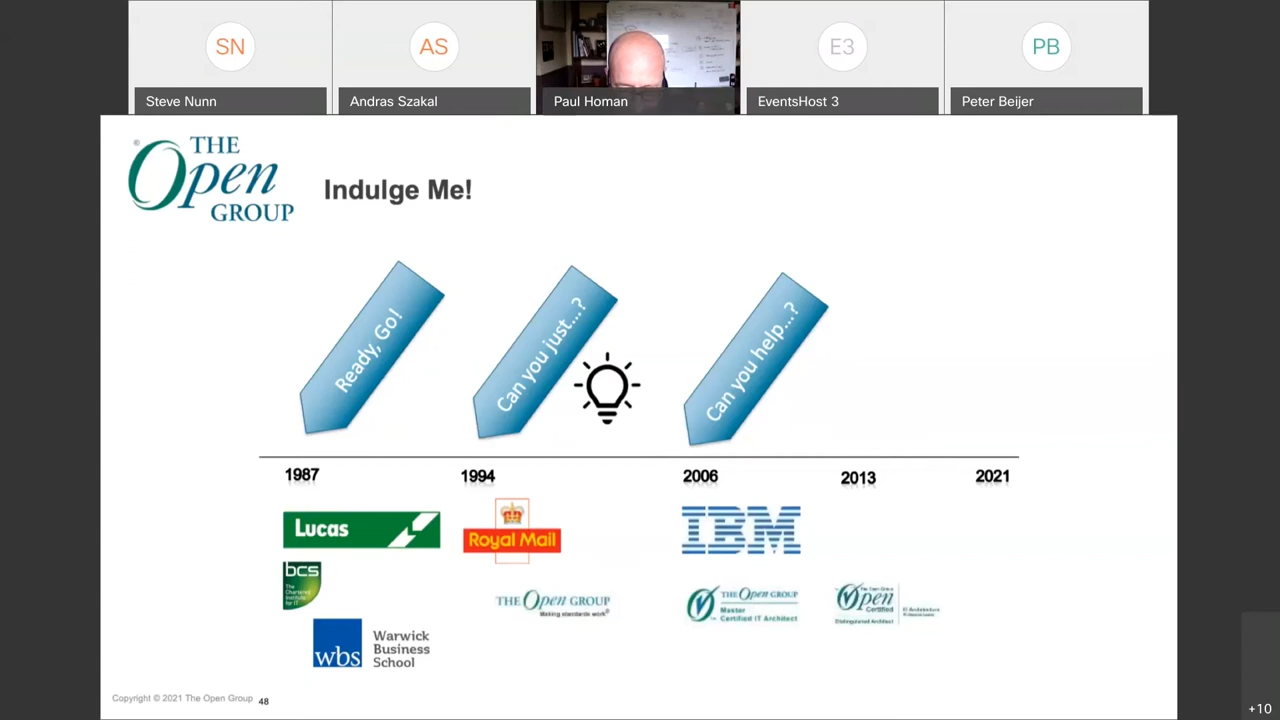 SN
AS
E3
PB
Steve Nunn
Andras Szakal
Paul Homan
EventsHost 3
Peter Beijer
THE
Open
GROUP
Indulge Me!
Ready, Go!
Can you just...?
Can you help...?
1987
1994
2006
2013
2021
Lucas
Royal Mail
IBM
bcs
The
Chartered
Institute
for IT
THE Open GROUP
Making standards work®
THE Open GROUP
Master
Certified IT Architect
The Open Group
Open
Certified
Distinguished Architect
IT Architecture
wbs
Warwick
Business
School
Copyright © 2021 The Open Group
48
+10